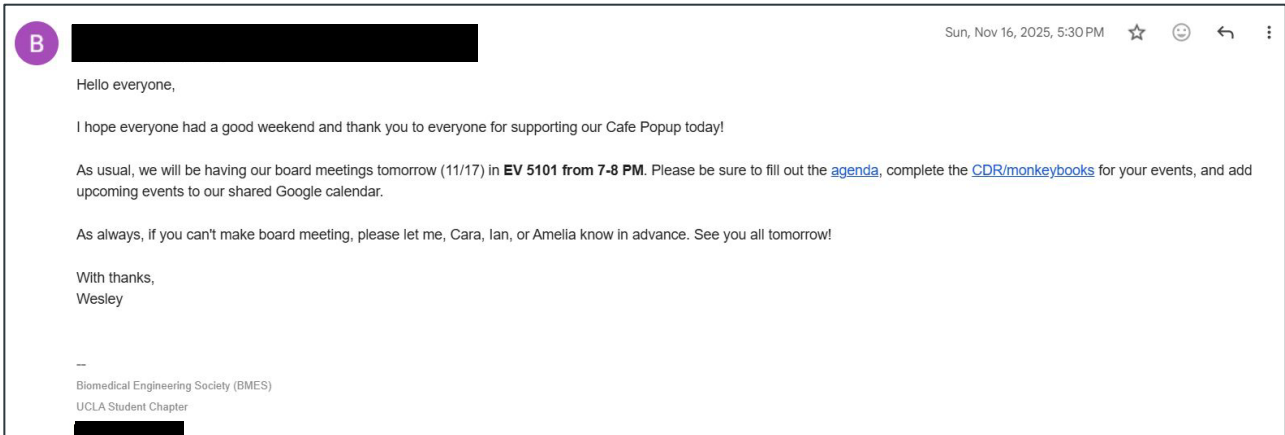 B
Sun, Nov 16, 2025, 5:30 PM
Hello everyone,
I hope everyone had a good weekend and thank you to everyone for supporting our Cafe Popup today!
As usual, we will be having our board meetings tomorrow (11/17) in EV 5101 from 7-8 PM. Please be sure to fill out the agenda, complete the CDR/monkeybooks for your events, and add
upcoming events to our shared Google calendar.
As always, if you can't make board meeting, please let me, Cara, Ian, or Amelia know in advance. See you all tomorrow!
With thanks,
Wesley
--
Biomedical Engineering Society (BMES)
UCLA Student Chapter